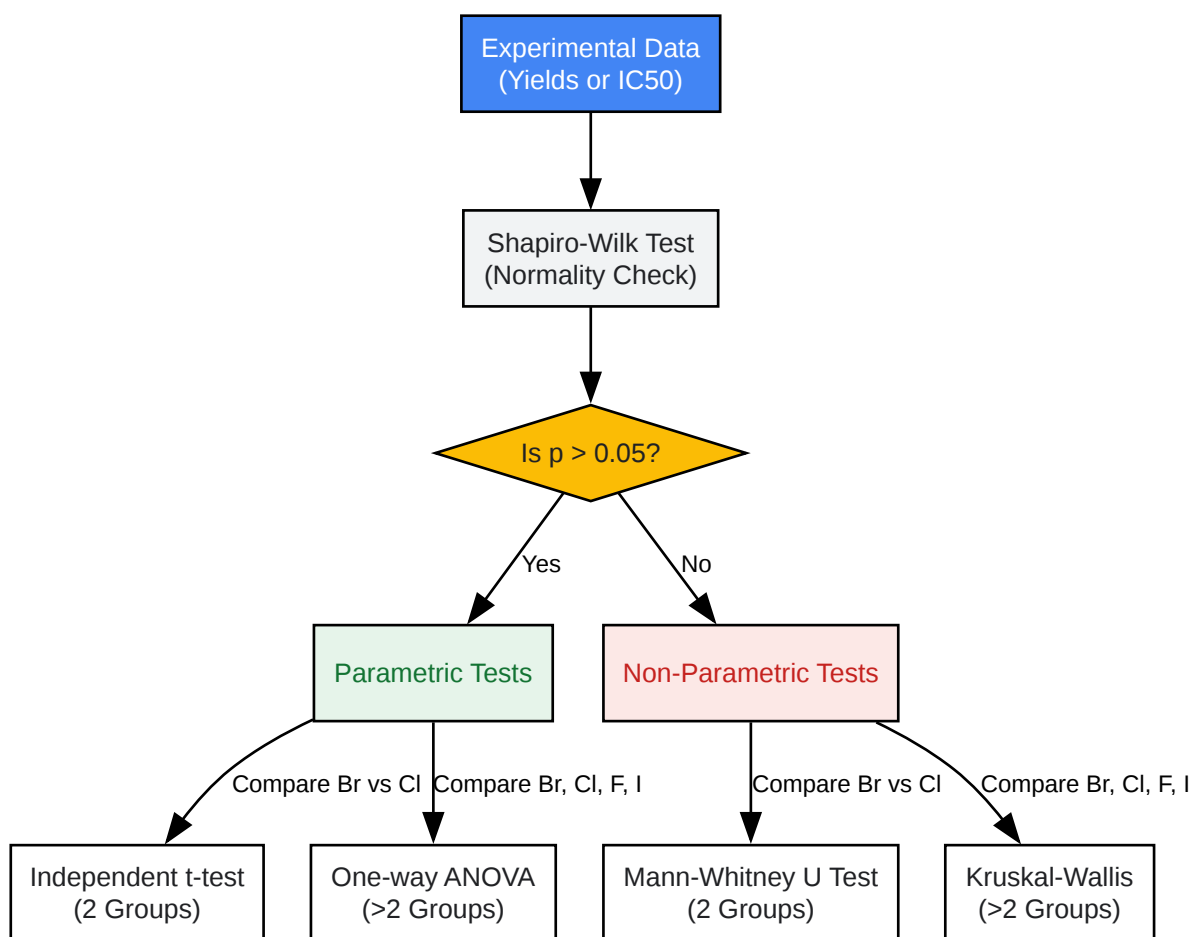 Experimental Data
(Yields or IC50)
Shapiro-Wilk Test
(Normality Check)
Is p > 0.05?
Yes
No
Parametric Tests
Non-Parametric Tests
Compare Br vs Cl
Compare Br, Cl, F, I
Compare Br vs Cl
Compare Br, Cl, F, I
Independent t-test
(2 Groups)
One-way ANOVA
(>2 Groups)
Mann-Whitney U Test
(2 Groups)
Kruskal-Wallis
(>2 Groups)